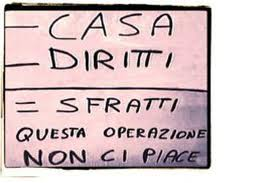 - CASA
- DIRITTI
= SFRATTI
QUESTA OPERAZIONE
NON CI PIACE